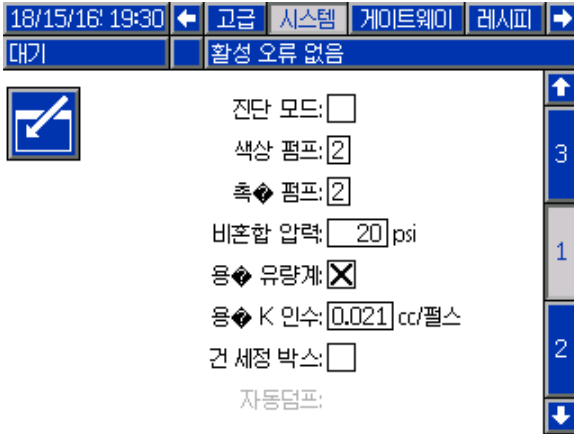 18/15/16 19:30 고급 시스템 게이트웨이 레시피
대기 활성 오류 없음
진단 모드:
색상 펌프: 2
촉� 펌프: 2
비혼합 압력: 20 psi
용� 유량계:
용� K 인수: 0.021 cc/펄스
건 세정 박스:
자동덤프:
3
1
2